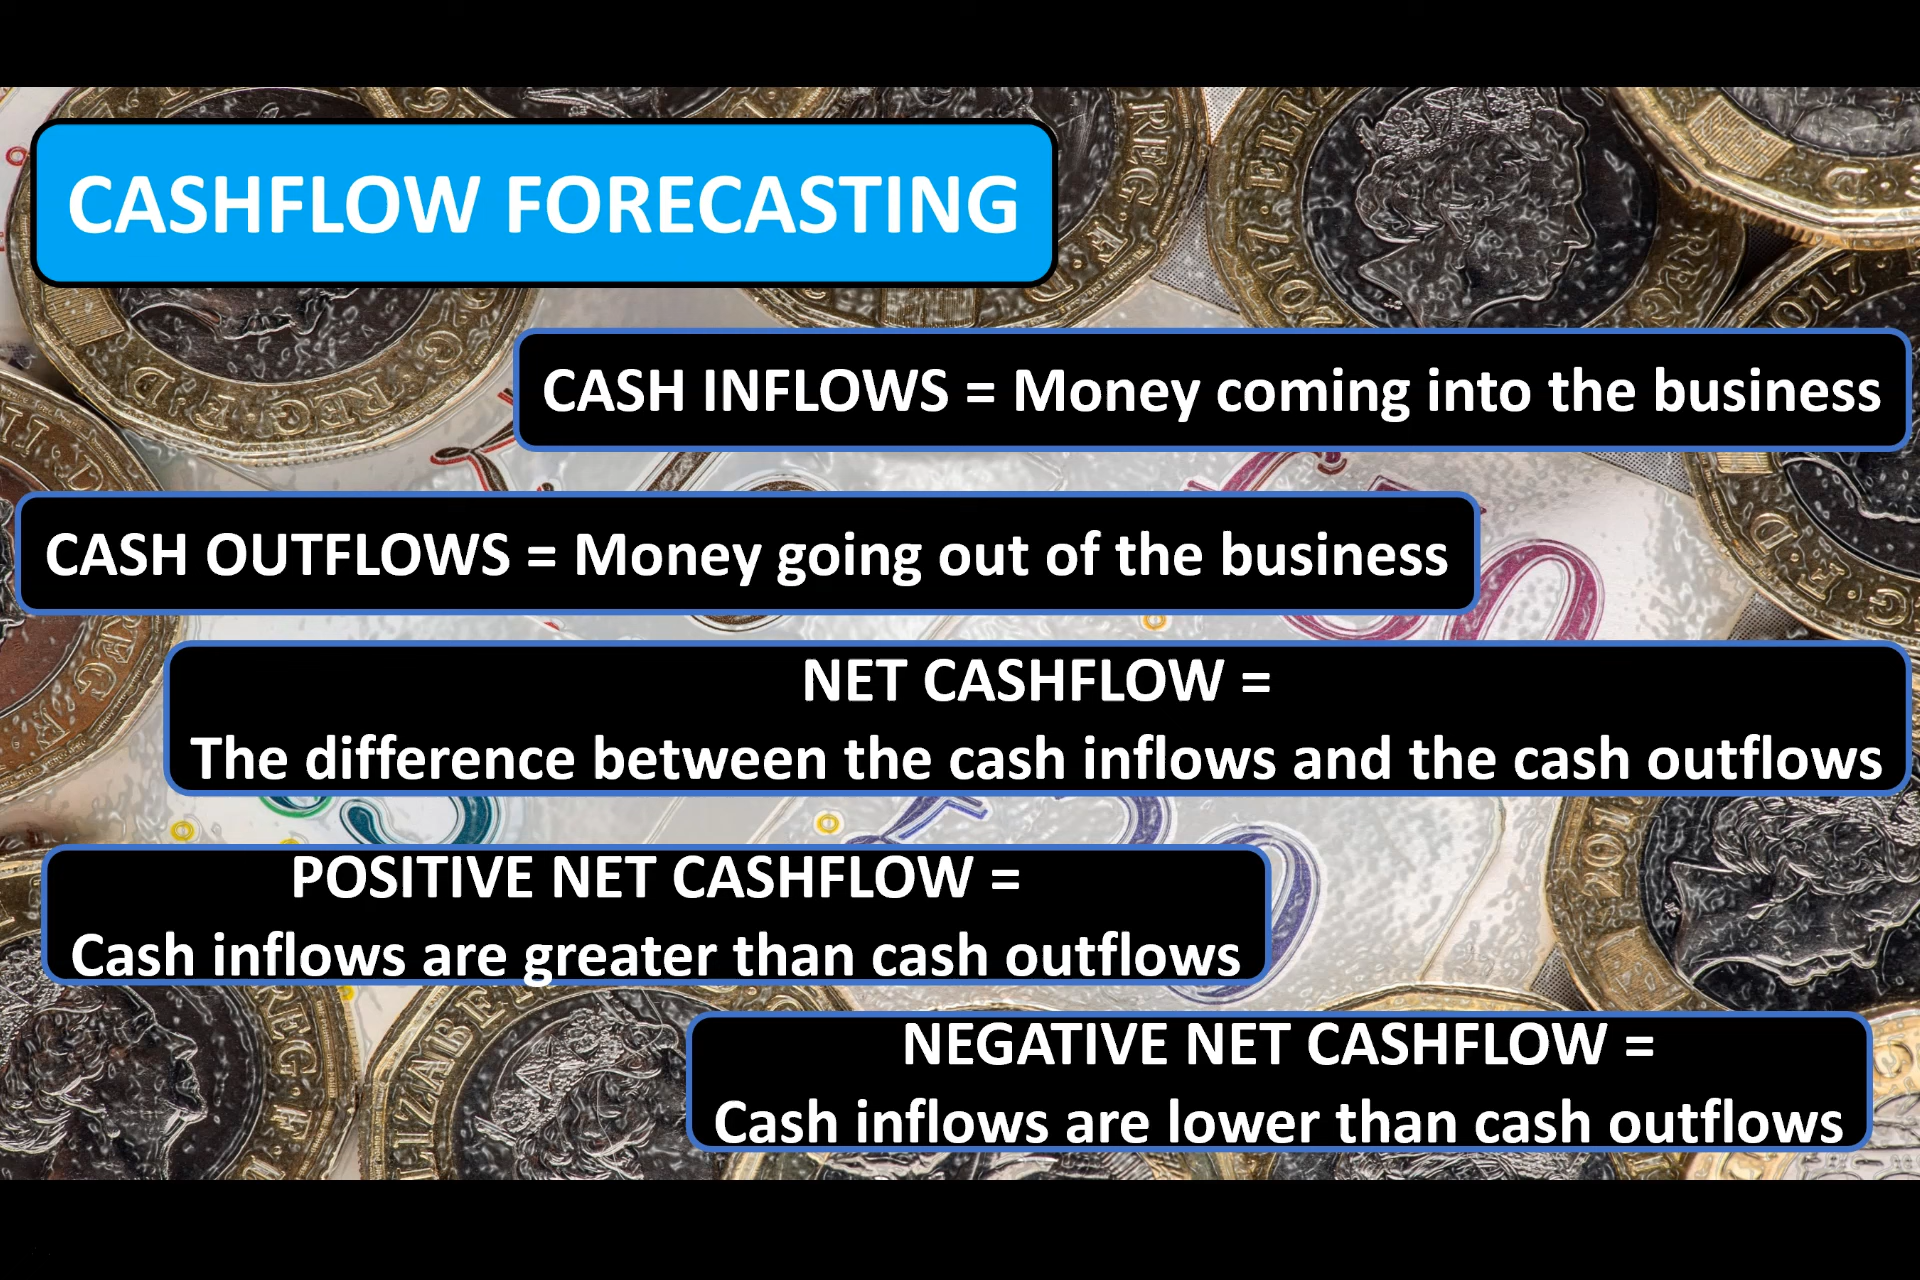 CASHFLOW FORECASTING
CASH INFLOWS = Money coming into the business
CASH OUTFLOWS = Money going out of the business
NET CASHFLOW =
The difference between the cash inflows and the cash outflows
POSITIVE NET CASHFLOW =
Cash inflows are greater than cash outflows
NEGATIVE NET CASHFLOW =
Cash inflows are lower than cash outflows